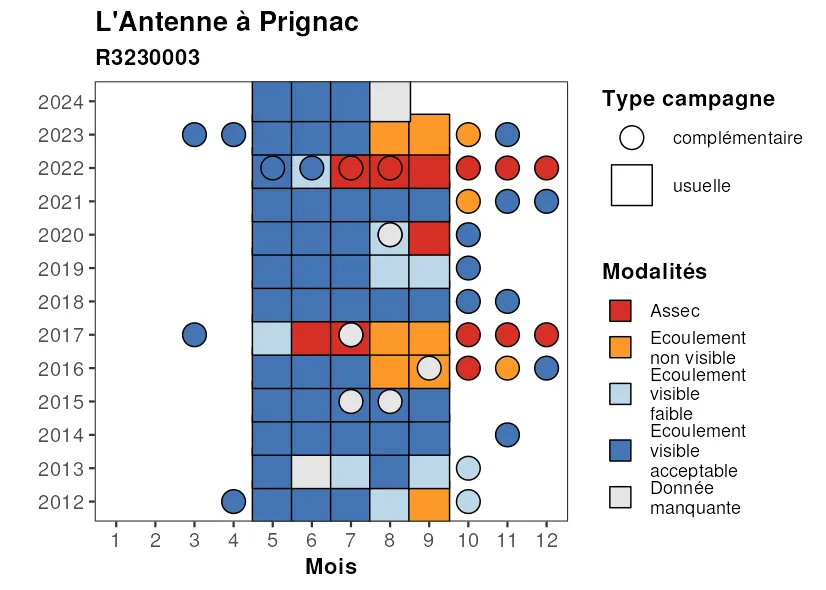 L'Antenne à Prignac
R3230003
2024
2023
2022
2021
2020
2019
2018
2017
2016
2015
2014
2013
2012
1 2 3 4 5 6 7 8 9 10 11 12
Mois
Type campagne
complémentaire
usuelle
Modalités
Assec
Ecoulement
non visible
Ecoulement
visible
faible
Ecoulement
visible
acceptable
Donnée
manquante